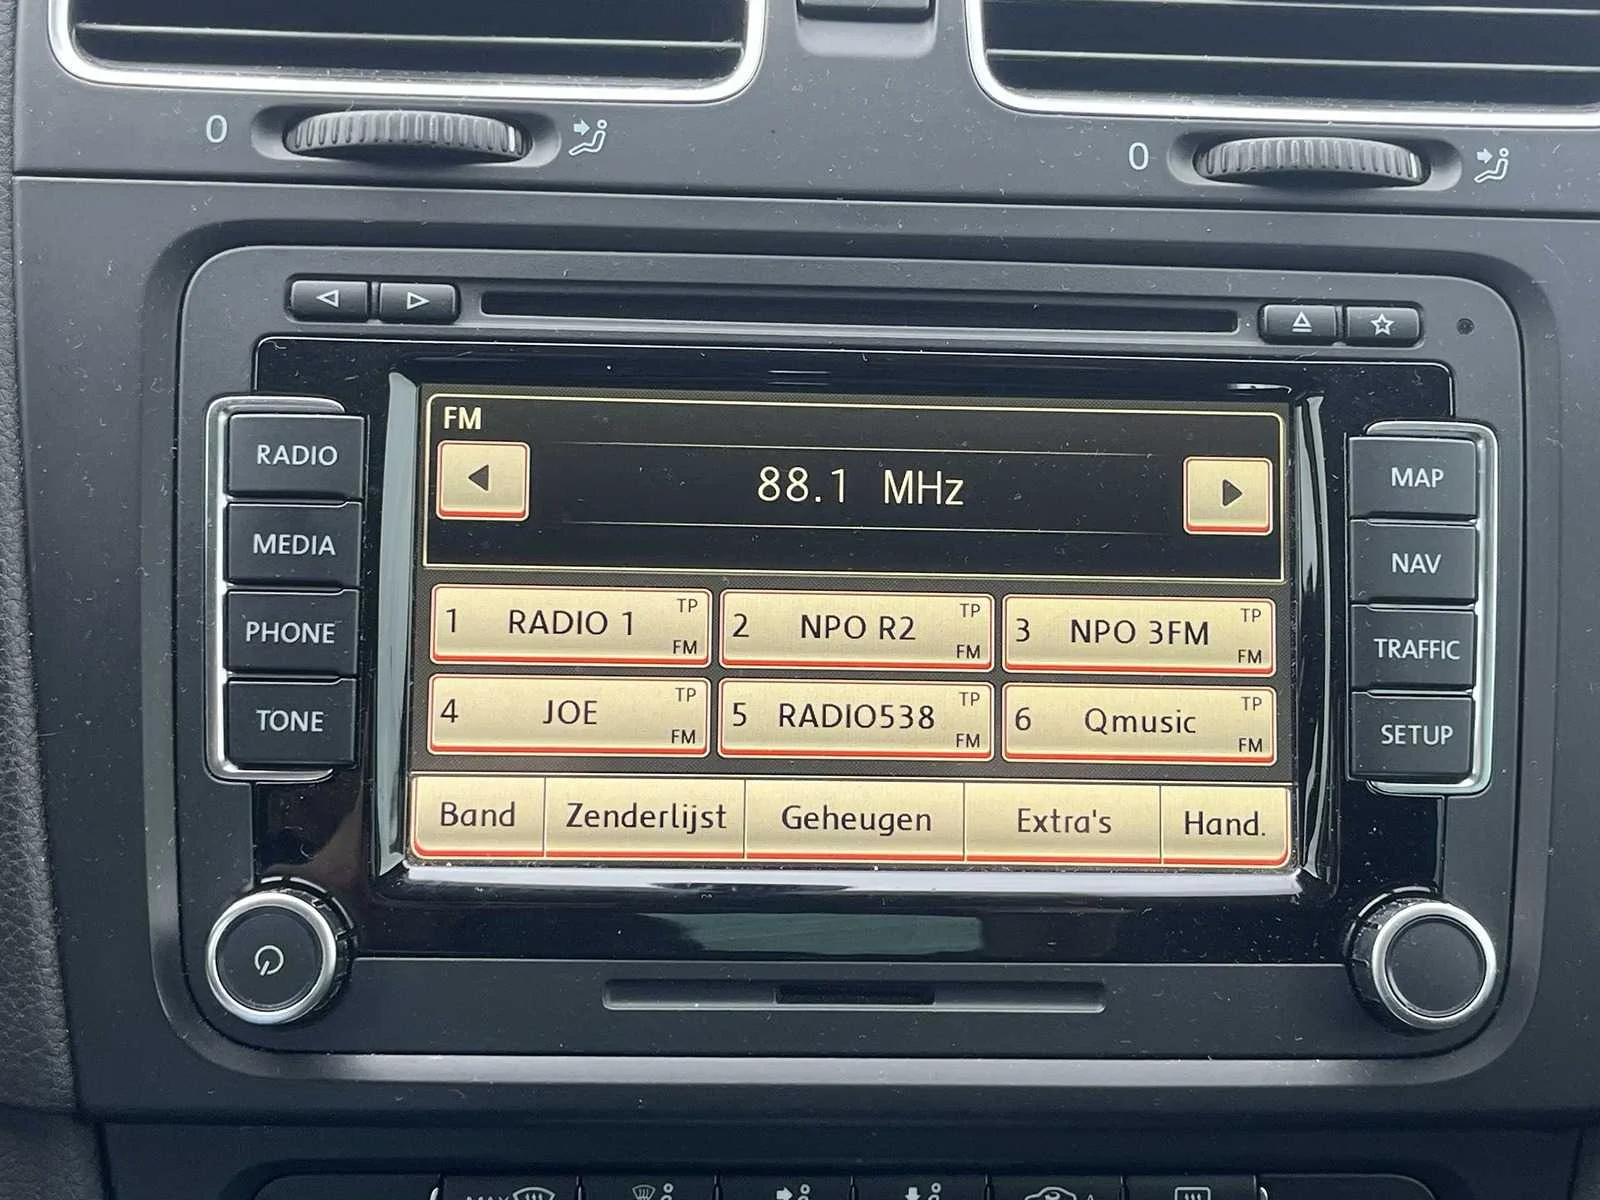 0
0
FM
88.1 MHz
RADIO
MEDIA
PHONE
TONE
1 RADIO 1 TP FM
2 NPO R2 TP FM
3 NPO 3FM TP FM
4 JOE TP FM
5 RADIO538 TP FM
6 Qmusic TP FM
Band Zenderlijst Geheugen Extra's Hand.
MAP
NAV
TRAFFIC
SETUP